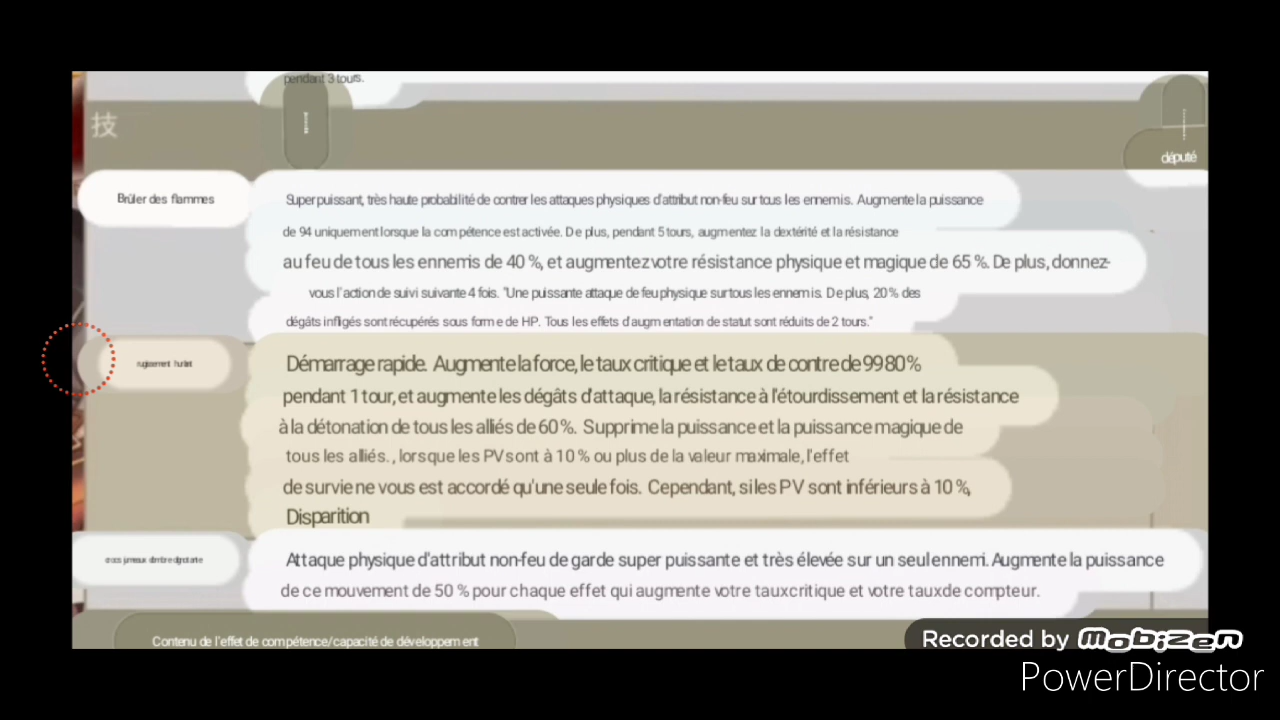 pendant 3 tours.
技
député
Brûler des flammes
Super puissant, très haute probabilité de contrer les attaques physiques d'attribut non-feu sur tous les ennemis. Augmente la puissance
de 94 uniquement lorsque la compétence est activée. De plus, pendant 5 tours, augmentez la dextérité et la résistance
au feu de tous les ennemis de 40 %, et augmentez votre résistance physique et magique de 65 %. De plus, donnez-
vous l'action de suivi suivante 4 fois. "Une puissante attaque de feu physique sur tous les ennemis. De plus, 20 % des
dégâts infligés sont récupérés sous forme de HP. Tous les effets d'augmentation de statut sont réduits de 2 tours."
rugissement hurlant
Démarrage rapide. Augmente la force, le taux critique et le taux de contre de 9980 %
pendant 1 tour, et augmente les dégâts d'attaque, la résistance à l'étourdissement et la résistance
à la détonation de tous les alliés de 60 %. Supprime la puissance et la puissance magique de
tous les alliés. , lorsque les PV sont à 10 % ou plus de la valeur maximale, l'effet
de survie ne vous est accordé qu'une seule fois. Cependant, si les PV sont inférieurs à 10 %,
Disparition
Attaque physique d'attribut non-feu de garde super puissante et très élevée sur un seul ennemi. Augmente la puissance
de ce mouvement de 50 % pour chaque effet qui augmente votre taux critique et votre taux de compteur.
Contenu de l'effet de compétence/capacité de développement
Recorded by Mobizen
PowerDirector